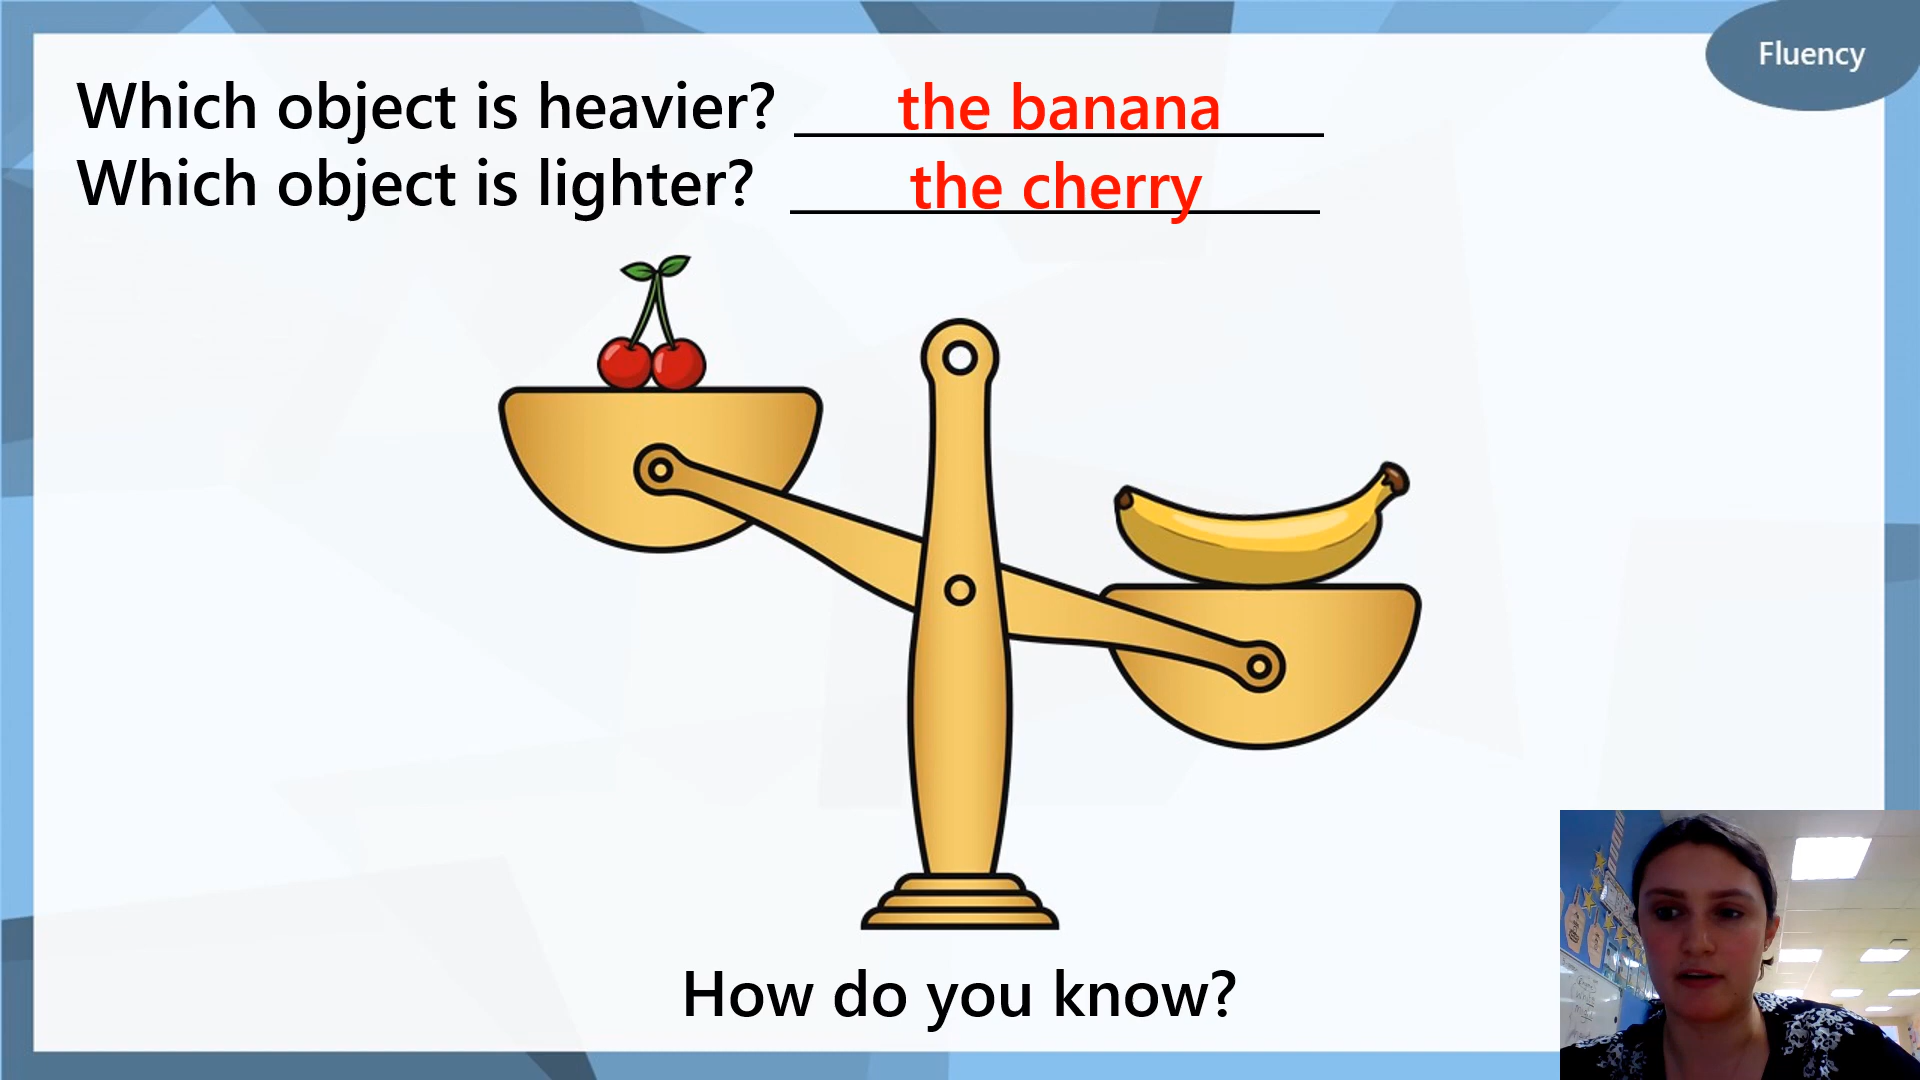 Fluency
Which object is heavier? the banana
Which object is lighter? the cherry
How do you know?